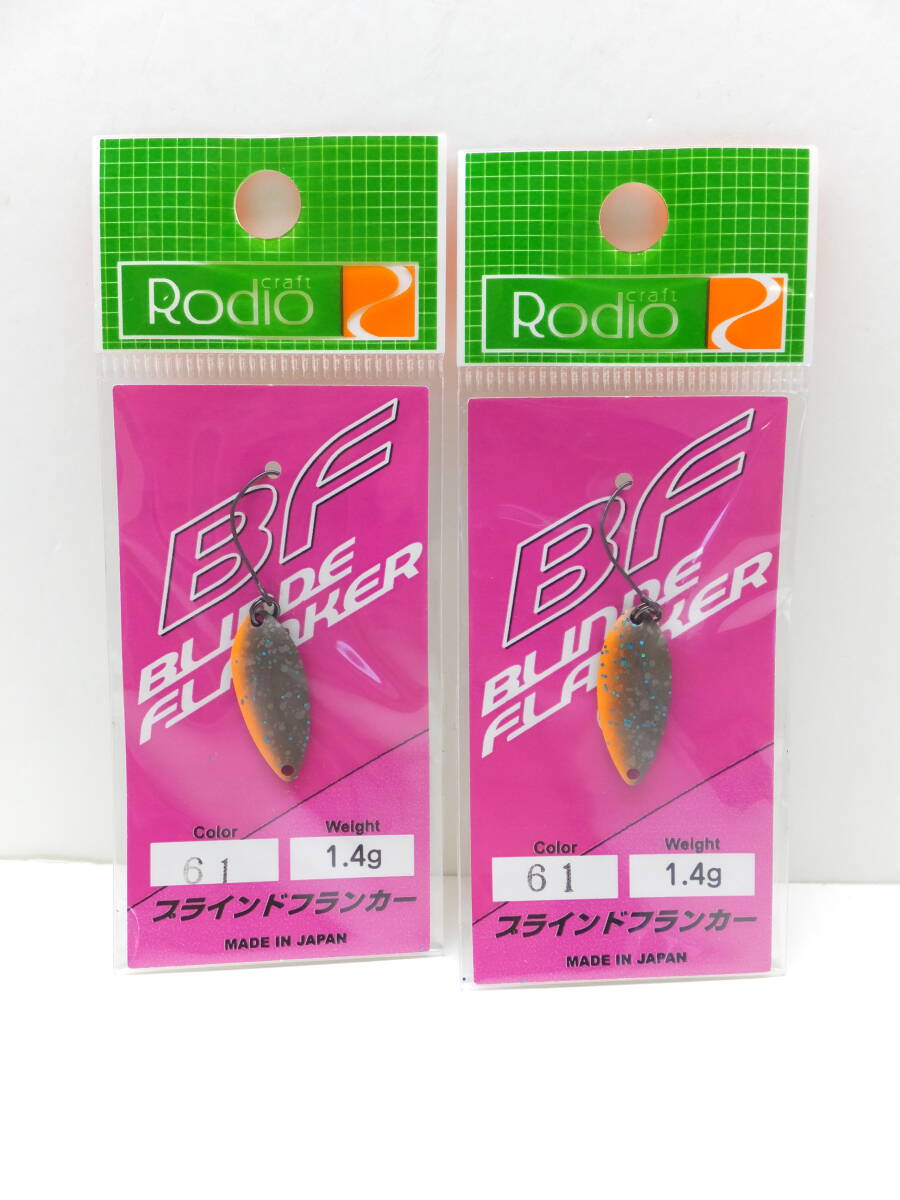 Rodio craft
BF
BLINDE
FLANKER
Color
61
Weight
1.4g
ブラインドフランカー
MADE IN JAPAN
Rodio craft
BF
BLINDE
FLANKER
Color
61
Weight
1.4g
ブラインドフランカー
MADE IN JAPAN